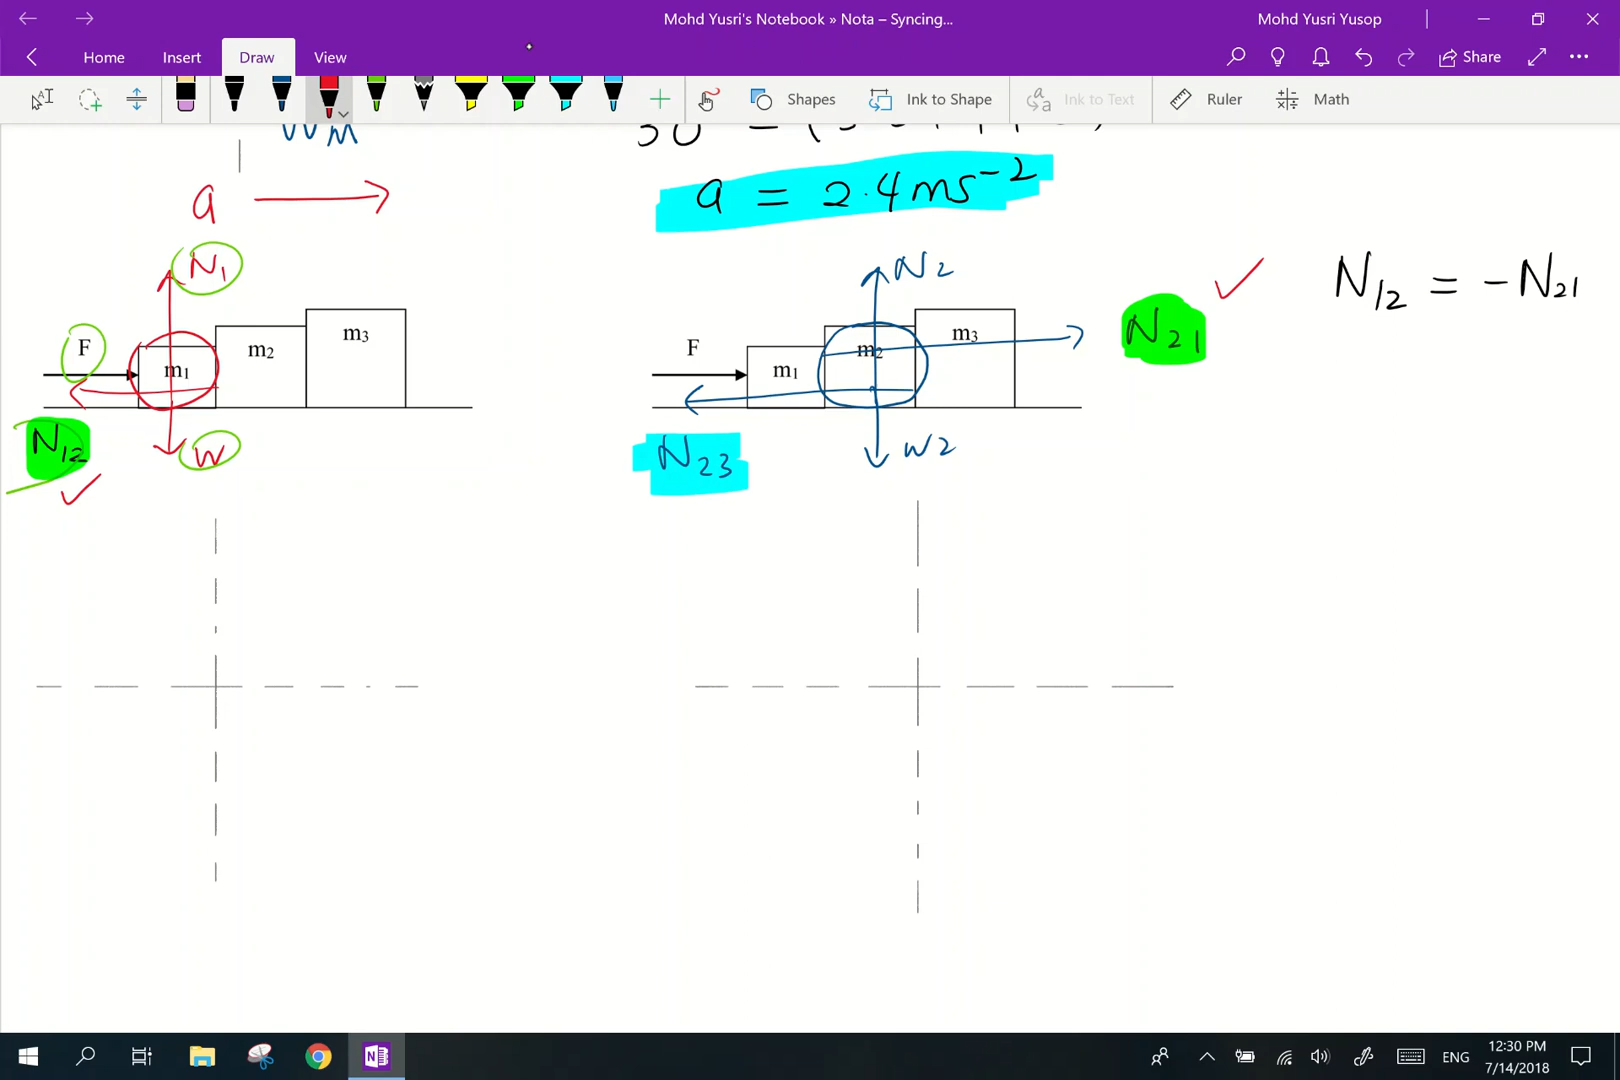 Mohd Yusri's Notebook » Nota – Syncing...
Mohd Yusri Yusop
Home Insert Draw View
Share
Shapes Ink to Shape Ink to Text Ruler Math
a
a = 2.4 ms⁻²
N₁
N₂
N₁₂ = -N₂₁
F
m₁
m₂
m₃
F
m₁
m₂
m₃
N₂₁
N₁₂
W
N₂₃
W₂
ENG
12:30 PM
7/14/2018